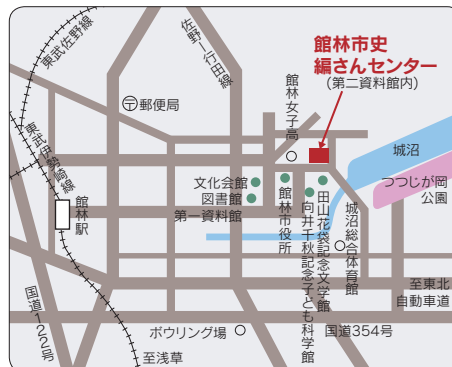 東武佐野線
佐野ー行田線
館林市史
編さんセンター
(第二資料館内)
館林女子高
〒郵便局
東武伊勢崎線
城沼
つつじが岡
公園
文化会館
図書館
第一資料館
館林市役所
向井千秋記念子ども科学館
田山花袋記念文学館
城沼総合体育館
館林駅
至東北
自動車道
国道122号
ボウリング場
国道354号
至浅草